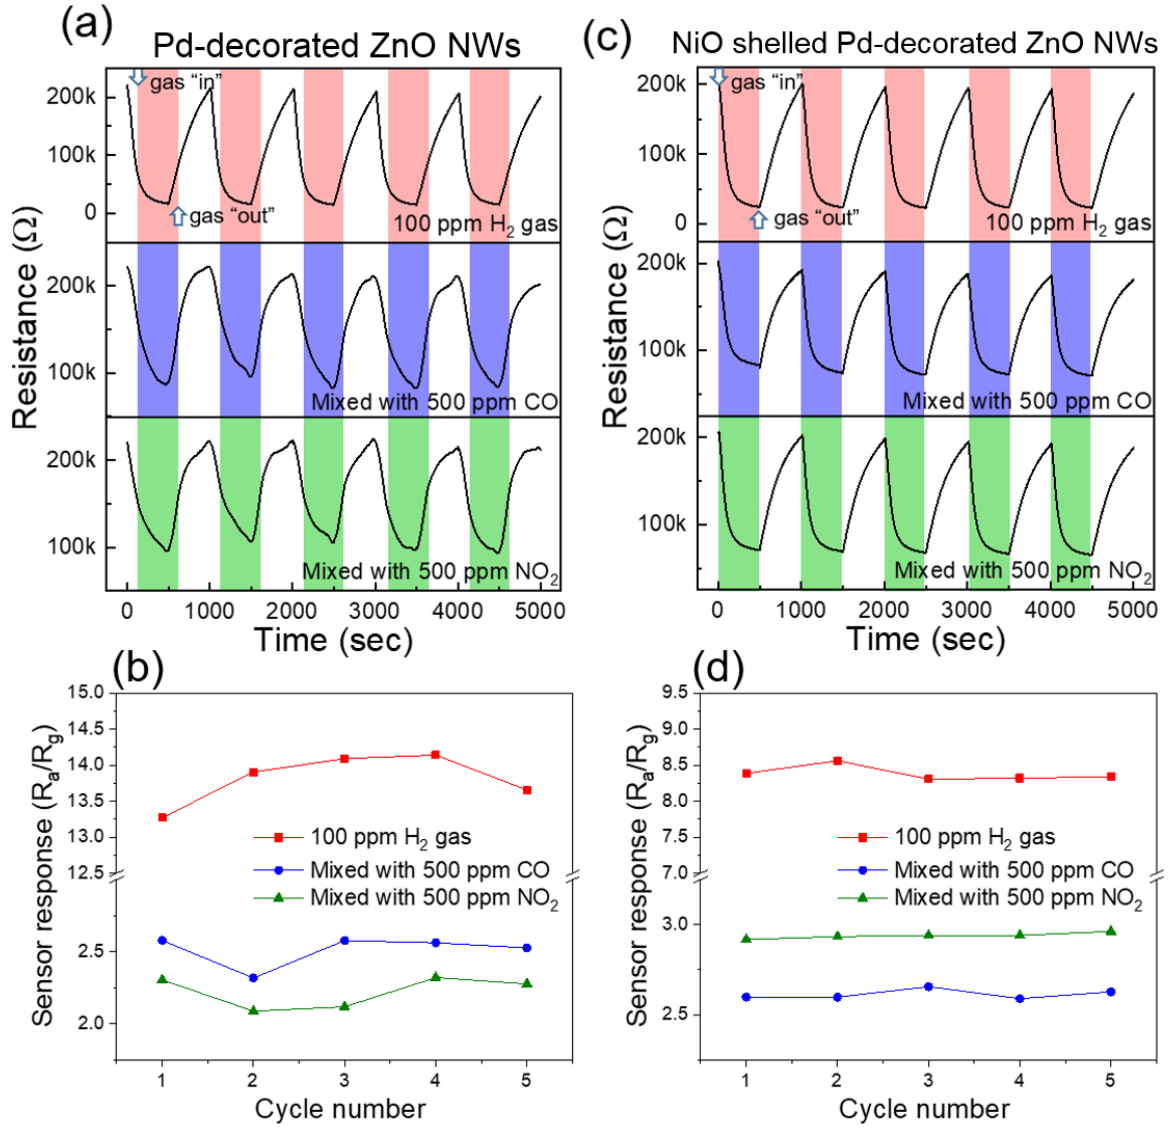 (a)
Pd-decorated ZnO NWs
gas “in”
200k
100k
0
gas “out”
100 ppm H₂ gas
200k
100k
Mixed with 500 ppm CO
200k
100k
Mixed with 500 ppm NO₂
Resistance (Ω)
0 1000 2000 3000 4000 5000
Time (sec)
(c)
NiO shelled Pd-decorated ZnO NWs
gas “in”
200k
100k
0
gas “out”
100 ppm H₂ gas
200k
100k
Mixed with 500 ppm CO
200k
100k
Mixed with 500 ppm NO₂
Resistance (Ω)
0 1000 2000 3000 4000 5000
Time (sec)
(b)
15.0
14.5
14.0
13.5
13.0
12.5
2.5
2.0
Sensor response (Rₐ/R_g)
100 ppm H₂ gas
Mixed with 500 ppm CO
Mixed with 500 ppm NO₂
1 2 3 4 5
Cycle number
(d)
9.5
9.0
8.5
8.0
7.5
7.0
3.0
2.5
Sensor response (Rₐ/R_g)
100 ppm H₂ gas
Mixed with 500 ppm CO
Mixed with 500 ppm NO₂
1 2 3 4 5
Cycle number